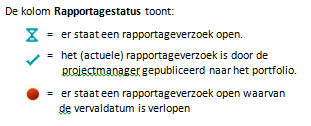 De kolom Rapportagestatus toont:
= er staat een rapportageverzoek open.
= het (actuele) rapportageverzoek is door de
projectmanager gepubliceerd naar het portfolio.
= er staat een rapportageverzoek open waarvan
de vervaldatum is verlopen